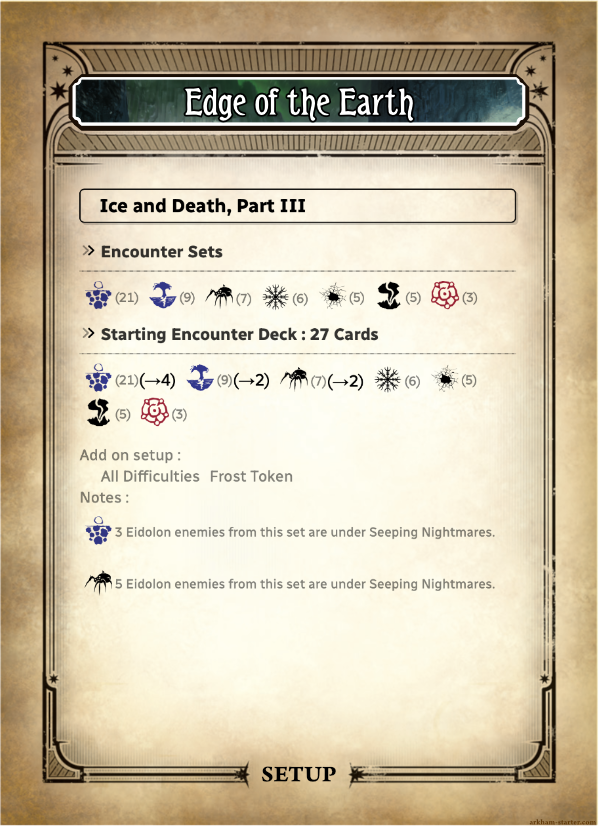 Edge of the Earth
Ice and Death, Part III
» Encounter Sets
(21) (9) (7) (6) (5) (5) (3)
» Starting Encounter Deck : 27 Cards
(21)(→4) (9)(→2) (7)(→2) (6) (5)
(5) (3)
Add on setup :
All Difficulties Frost Token
Notes :
3 Eidolon enemies from this set are under Seeping Nightmares.
5 Eidolon enemies from this set are under Seeping Nightmares.
SETUP
arkham-starter.com